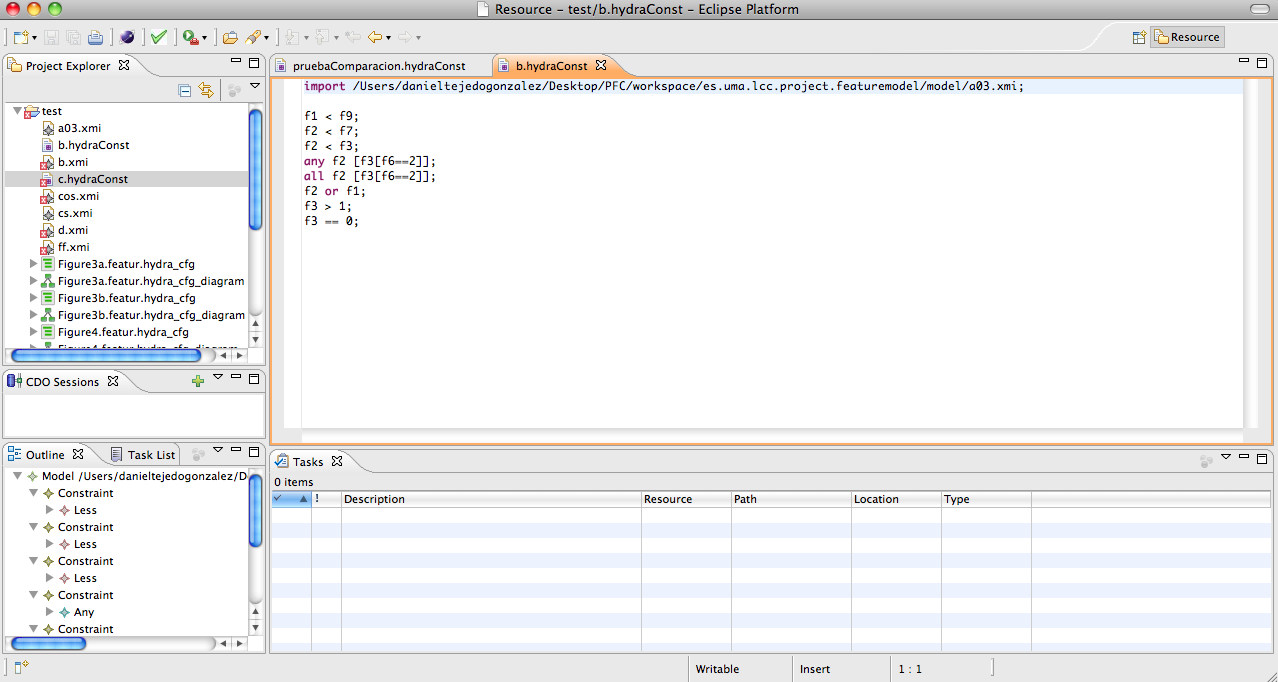 Resource – test/b.hydraConst – Eclipse Platform
Resource
Project Explorer
test
a03.xmi
b.hydraConst
b.xmi
c.hydraConst
cos.xmi
cs.xmi
d.xmi
ff.xmi
Figure3a.featur.hydra_cfg
Figure3a.featur.hydra_cfg_diagram
Figure3b.featur.hydra_cfg
Figure3b.featur.hydra_cfg_diagram
Figure4.featur.hydra_cfg
Figure4.featur.hydra_cfg_diagram
pruebaComparacion.hydraConst
b.hydraConst
import /Users/danieltejedogonzalez/Desktop/PFC/workspace/es.uma.lcc.project.featuremodel/model/a03.xmi;
f1 < f9;
f2 < f7;
f2 < f3;
any f2 [f3[f6==2]];
all f2 [f3[f6==2]];
f2 or f1;
f3 > 1;
f3 == 0;
CDO Sessions
Outline
Task List
Model /Users/danieltejedogonzalez/D
Constraint
Less
Constraint
Less
Constraint
Less
Constraint
Any
Constraint
Tasks
0 items
! Description Resource Path Location Type
Writable Insert 1 : 1